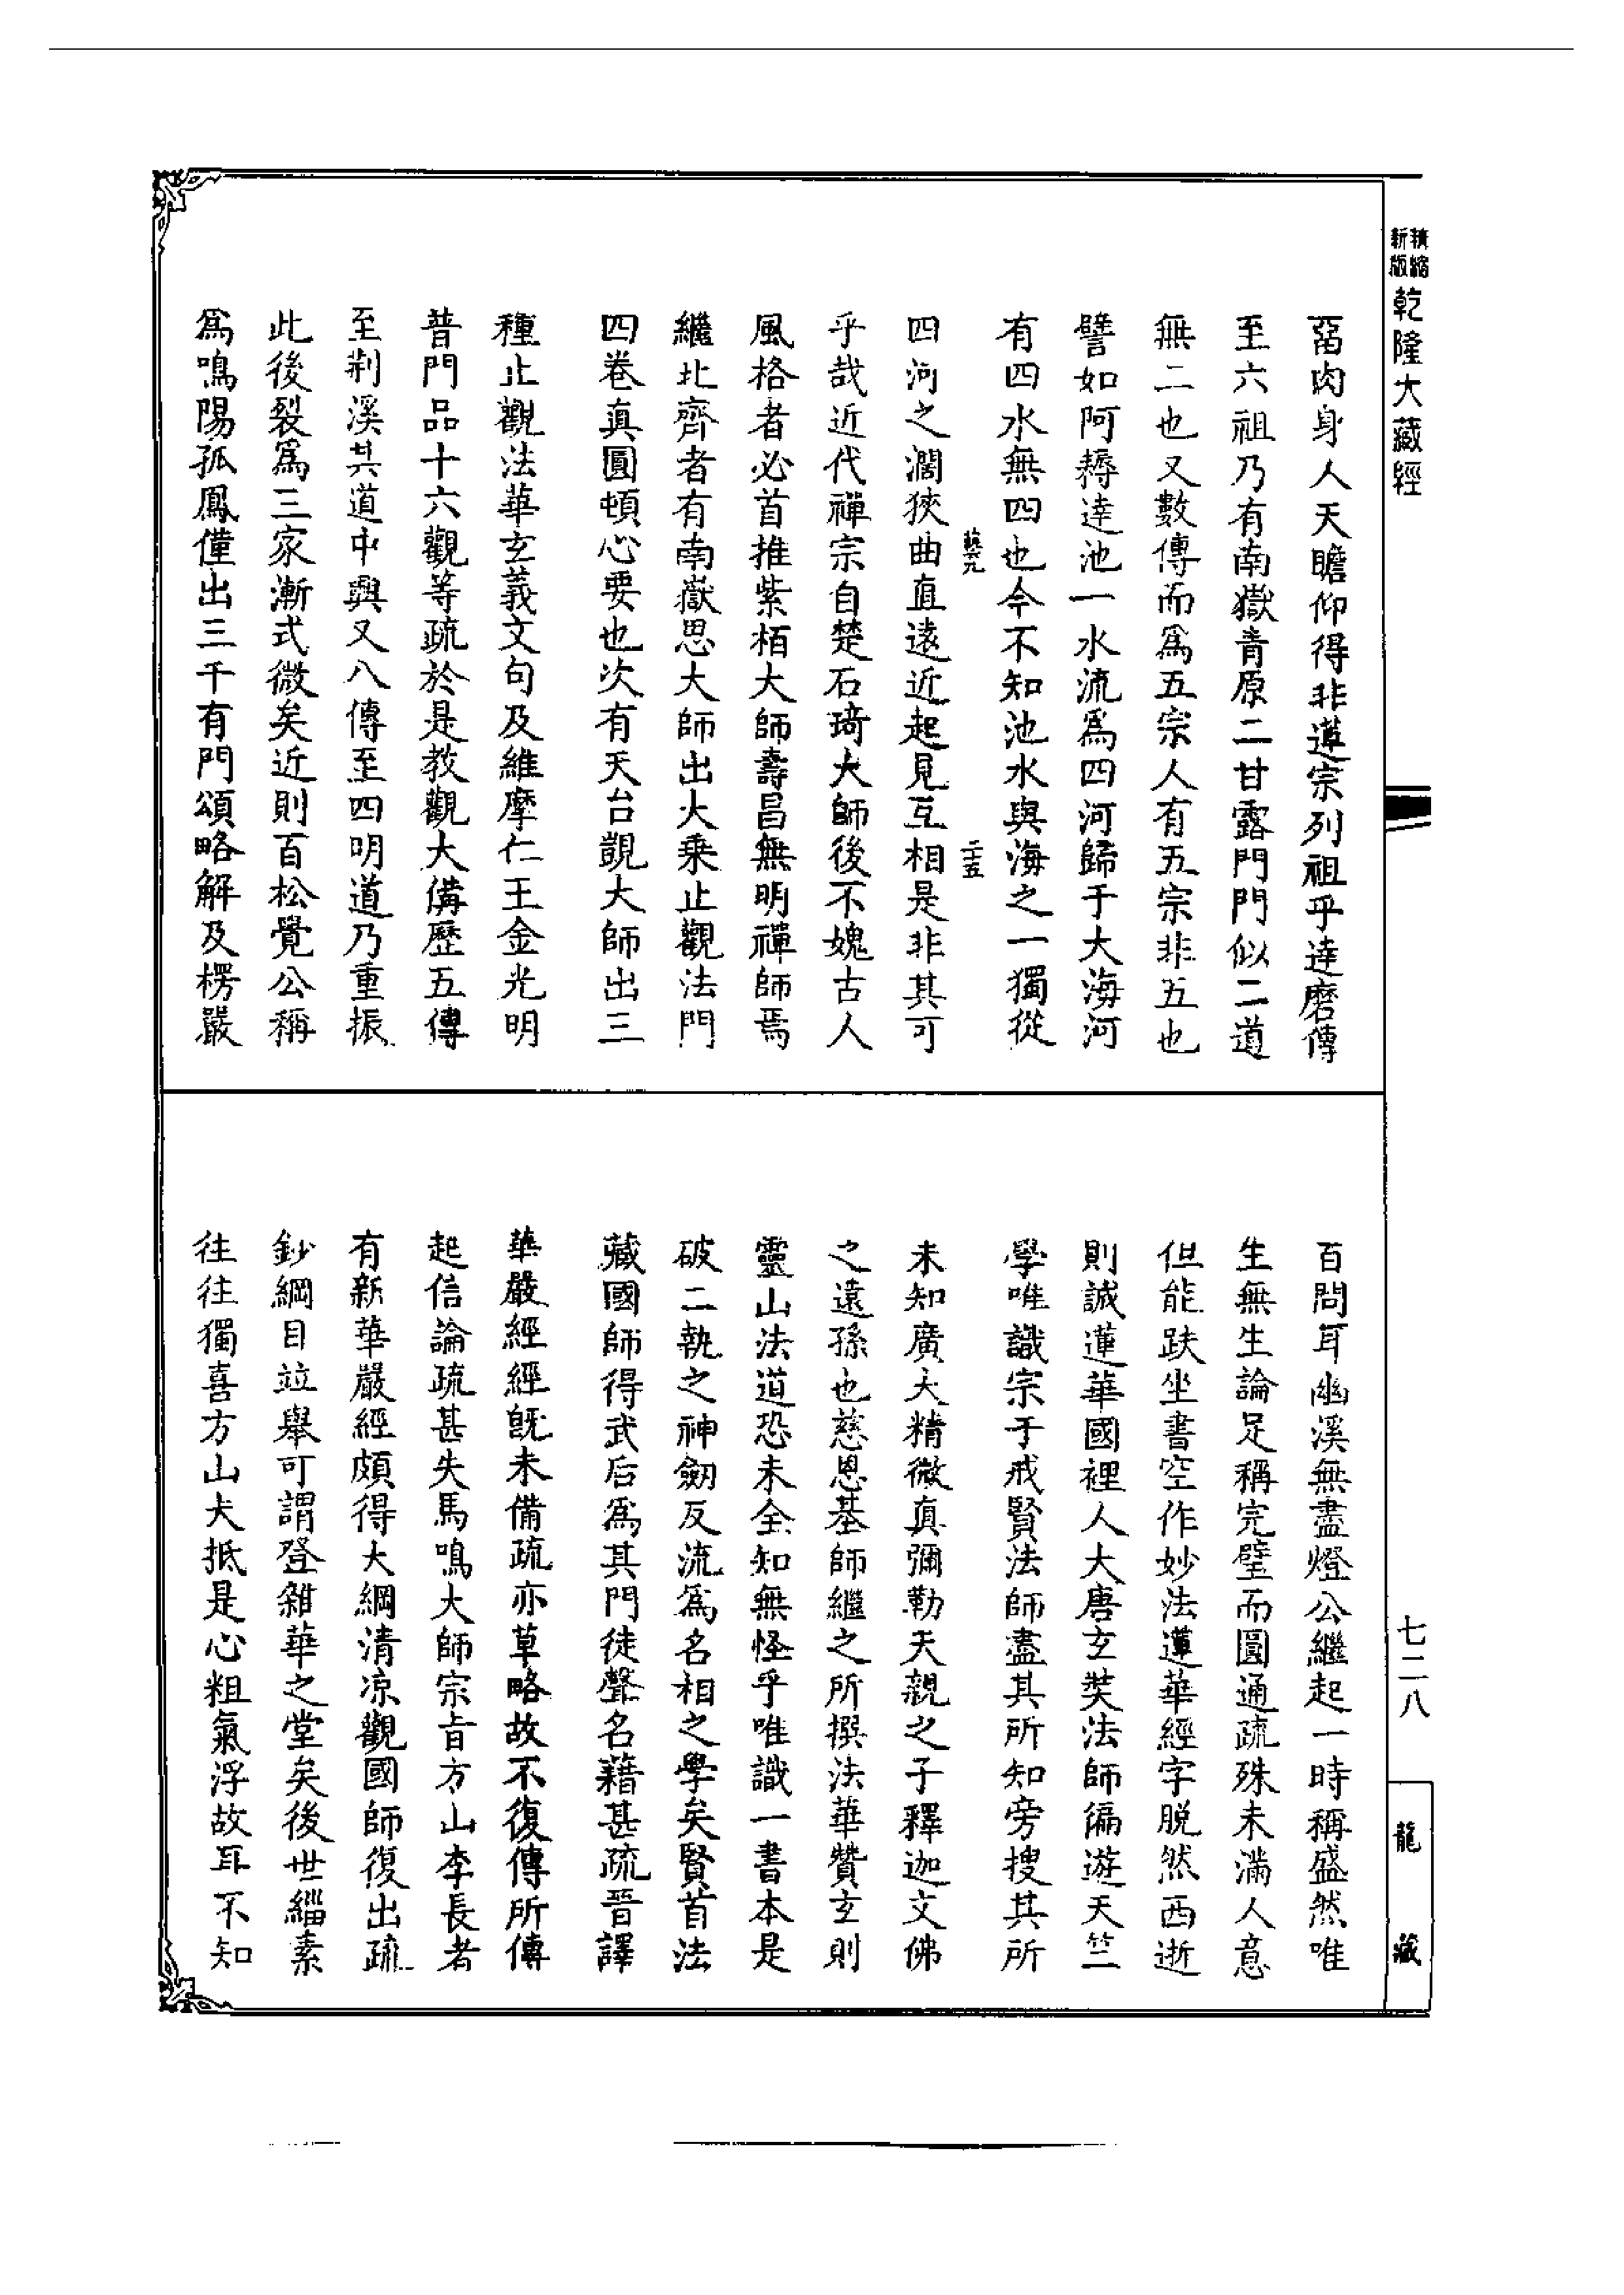 精縮新版
乾隆大藏經
萏肉身人天瞻仰得非遵宗列祖乎達磨傳
至六祖乃有南嶽青原二甘露門門似二道
無二也又數傳而為五宗人有五宗非五也
譬如阿耨達池一水流為四河歸于大海河
有四水無四也今不知池水與海之一獨從
二五
四河之濶狹曲直遠近起見互相是非其可
乎哉近代禪宗自楚石琦大師後不媿古人
風格者必首推紫栢大師壽昌無明禪師焉
繼北齊者有南嶽思大師出大乗止觀法門
四卷真圓頓心要也次有天台顗大師出三
種止觀法華玄義文句及維摩仁王金光明
普門品十六觀等疏於是教觀大備歷五傳
至荆溪其道中興又八傳至四明道乃重振
此後裂為三家漸式微矣近則百松覺公稱
為鳴陽孤鳳僅出三千有門頌略解及楞嚴
百問耳幽溪無盡燈公繼起一時稱盛然唯
生無生論足稱完璧而圓通疏殊未滿人意
但能趺坐書空作妙法蓮華經字脱然西逝
則誠蓮華國裡人大唐玄奘法師徧遊天竺
學唯識宗于戒賢法師盡其所知旁搜其所
未知廣大精微真彌勒天親之子釋迦文佛
之遠孫也慈恩基師繼之所撰法華贊玄則
靈山法道恐未全知無怪乎唯識一書本是
破二執之神劒反流為名相之學矣賢首法
藏國師得武后為其門徒聲名藉甚疏晉譯
華嚴經經旣未備疏亦草略故不復傳所傳
起信論疏甚失馬鳴大師宗旨方山李長者
有新華嚴經頗得大綱清凉觀國師復出疏
鈔綱目竝舉可謂登雜華之堂矣後世緇素
往往獨喜方山大抵是心粗氣浮故耳不知
七二八
龍藏